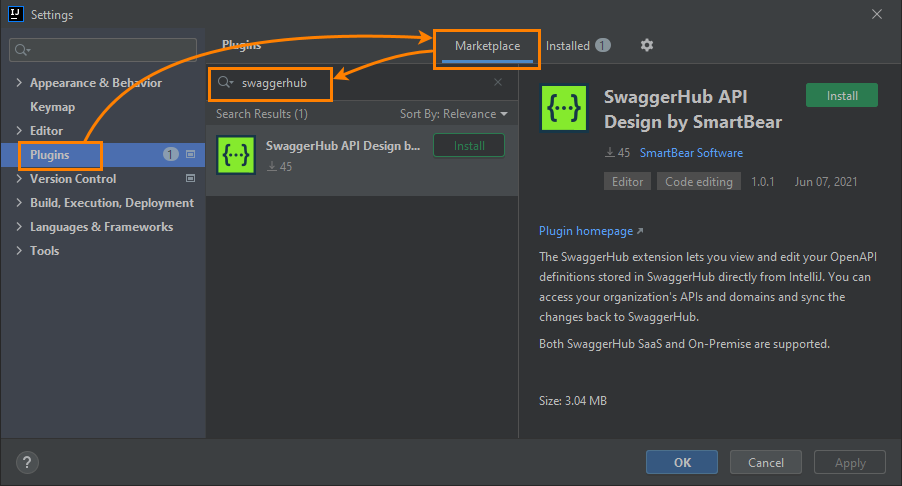 IJ
Settings
Plugins
Marketplace
Installed 1
Appearance & Behavior
Keymap
Editor
Plugins 1
Version Control
Build, Execution, Deployment
Languages & Frameworks
Tools
swaggerhub
Search Results (1)
Sort By: Relevance
SwaggerHub API Design b...
Install
45
{··}
SwaggerHub API
Design by SmartBear
Install
45 SmartBear Software
Editor Code editing 1.0.1 Jun 07, 2021
Plugin homepage
The SwaggerHub extension lets you view and edit your OpenAPI
definitions stored in SwaggerHub directly from IntelliJ. You can
access your organization's APIs and domains and sync the
changes back to SwaggerHub.
Both SwaggerHub SaaS and On-Premise are supported.
Size: 3.04 MB
?
OK
Cancel
Apply